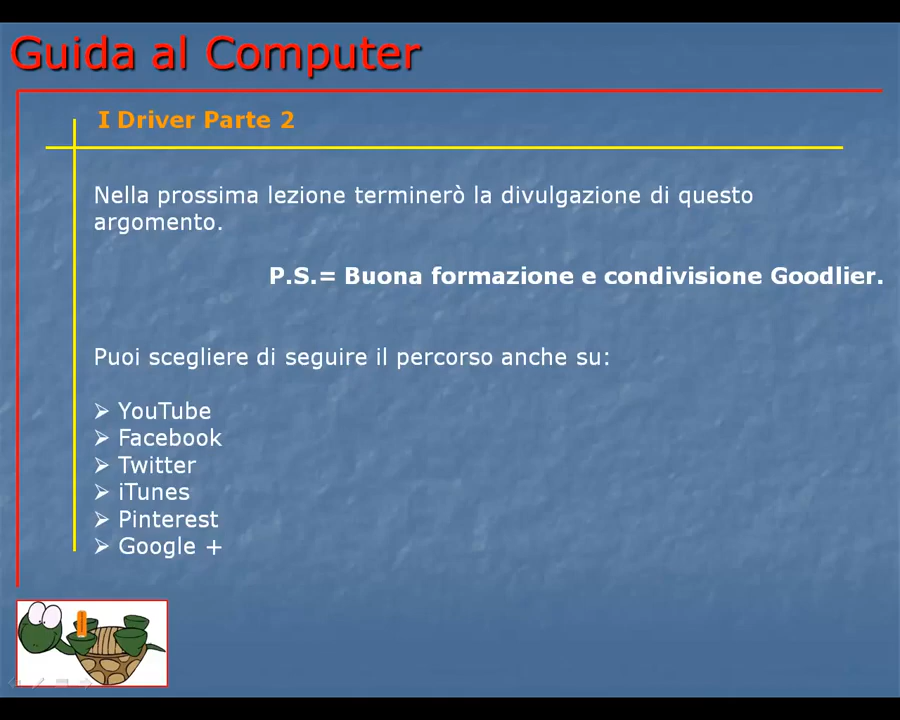 Guida al Computer
I Driver Parte 2
Nella prossima lezione terminerò la divulgazione di questo
argomento.
P.S.= Buona formazione e condivisione Goodlier.
Puoi scegliere di seguire il percorso anche su:
➢ YouTube
➢ Facebook
➢ Twitter
➢ iTunes
➢ Pinterest
➢ Google +